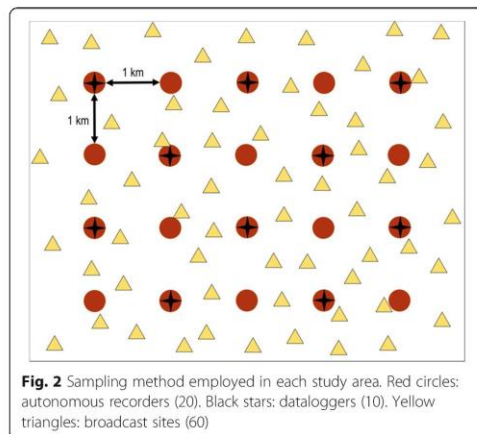 1 km
1 km
Fig. 2 Sampling method employed in each study area. Red circles:
autonomous recorders (20). Black stars: dataloggers (10). Yellow
triangles: broadcast sites (60)